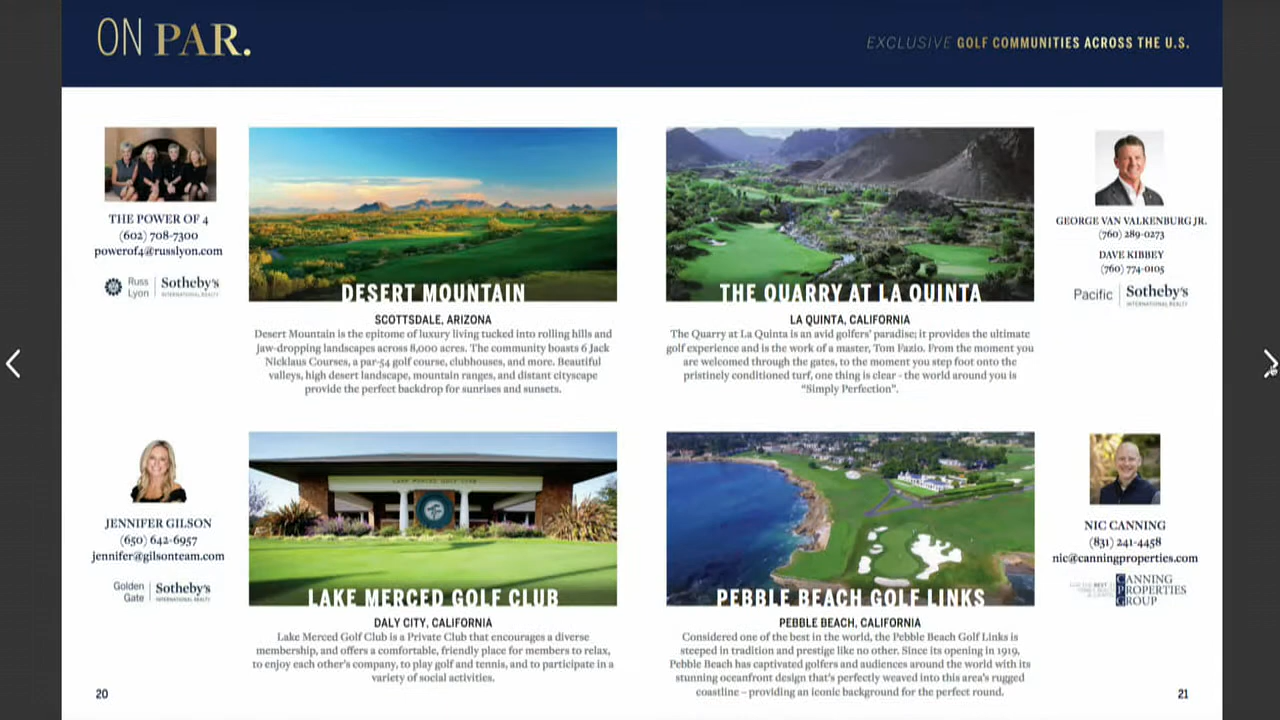 ON PAR.
EXCLUSIVE GOLF COMMUNITIES ACROSS THE U.S.
THE POWER OF 4
(602) 708-7300
powerof4@russlyon.com
Russ Lyon | Sotheby's
INTERNATIONAL REALTY
DESERT MOUNTAIN
SCOTTSDALE, ARIZONA
Desert Mountain is the epitome of luxury living tucked into rolling hills and
jaw-dropping landscapes across 8,000 acres. The community boasts 6 Jack
Nicklaus Courses, a par-54 golf course, clubhouses, and more. Beautiful
valleys, high desert landscape, mountain ranges, and distant cityscape
provide the perfect backdrop for sunrises and sunsets.
THE QUARRY AT LA QUINTA
LA QUINTA, CALIFORNIA
The Quarry at La Quinta is an avid golfers' paradise; it provides the ultimate
golf experience and is the work of a master, Tom Fazio. From the moment you
are welcomed through the gates, to the moment you step foot onto the
pristinely conditioned turf, one thing is clear - the world around you is
"Simply Perfection".
GEORGE VAN VALKENBURG JR.
(760) 289-0273
DAVE KIBBEY
(760) 774-0105
Pacific | Sotheby's
INTERNATIONAL REALTY
JENNIFER GILSON
(650) 642-6957
jennifer@gilsonteam.com
Golden Gate | Sotheby's
INTERNATIONAL REALTY
LAKE MERCED GOLF CLUB
LAKE MERCED GOLF CLUB
DALY CITY, CALIFORNIA
Lake Merced Golf Club is a Private Club that encourages a diverse
membership, and offers a comfortable, friendly place for members to relax,
to enjoy each other's company, to play golf and tennis, and to participate in a
variety of social activities.
PEBBLE BEACH GOLF LINKS
PEBBLE BEACH, CALIFORNIA
Considered one of the best in the world, the Pebble Beach Golf Links is
steeped in tradition and prestige like no other. Since its opening in 1919,
Pebble Beach has captivated golfers and audiences around the world with its
stunning oceanfront design that's perfectly weaved into this area's rugged
coastline – providing an iconic background for the perfect round.
NIC CANNING
(831) 241-4458
nic@canningproperties.com
CANNING
PROPERTIES
GROUP
20
21